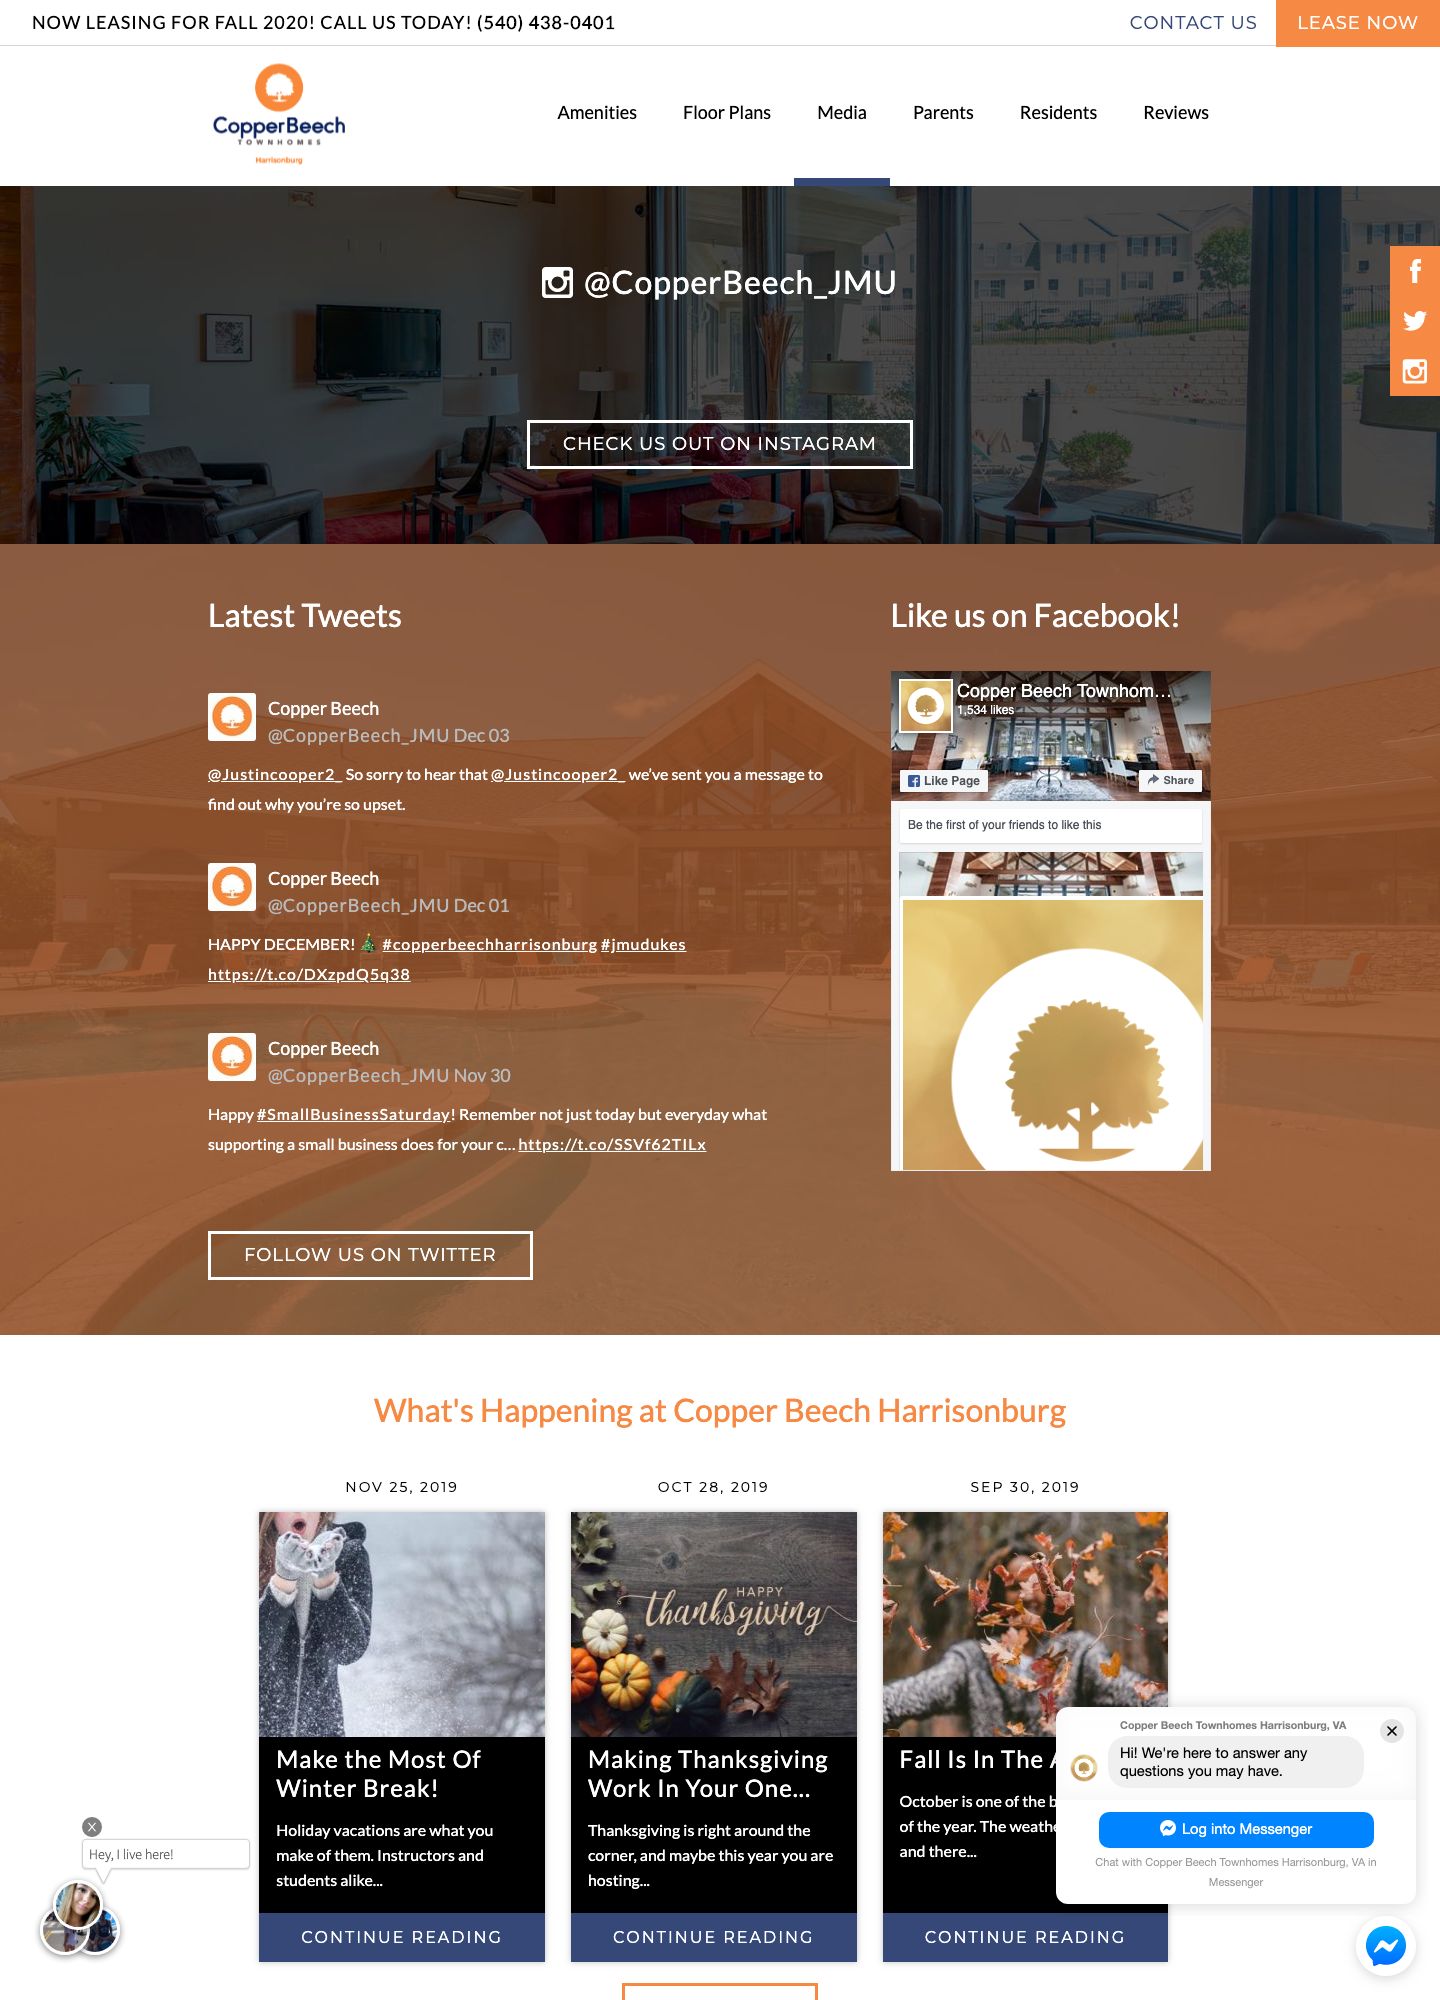 NOW LEASING FOR FALL 2020! CALL US TODAY! (540) 438-0401
CONTACT US
LEASE NOW
CopperBeech
TOWNHOMES
Harrisonburg
Amenities
Floor Plans
Media
Parents
Residents
Reviews
@CopperBeech_JMU
CHECK US OUT ON INSTAGRAM
Latest Tweets
Copper Beech
@CopperBeech_JMU Dec 03
@Justincooper2_ So sorry to hear that @Justincooper2_ we’ve sent you a message to
find out why you’re so upset.
Copper Beech
@CopperBeech_JMU Dec 01
HAPPY DECEMBER! 🎄 #copperbeechharrisonburg #jmudukes
https://t.co/DXzpdQ5q38
Copper Beech
@CopperBeech_JMU Nov 30
Happy #SmallBusinessSaturday! Remember not just today but everyday what
supporting a small business does for your c… https://t.co/SSVf62TILx
FOLLOW US ON TWITTER
Like us on Facebook!
Copper Beech Townhom…
1,534 likes
Like Page
Share
Be the first of your friends to like this
What's Happening at Copper Beech Harrisonburg
NOV 25, 2019
HAPPY
thanksgiving
Make the Most Of
Winter Break!
Holiday vacations are what you
make of them. Instructors and
students alike...
CONTINUE READING
OCT 28, 2019
Making Thanksgiving
Work In Your One...
Thanksgiving is right around the
corner, and maybe this year you are
hosting...
CONTINUE READING
SEP 30, 2019
Fall Is In The
October is one of the
of the year. The
and there...
CONTINUE READING
Copper Beech Townhomes Harrisonburg, VA
Hi! We're here to answer any
questions you may have.
Log into Messenger
Chat with Copper Beech Townhomes Harrisonburg, VA in
Messenger
X
Hey, I live here!